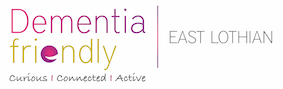 Dementia
friendly
Curious | Connected | Active
EAST LOTHIAN